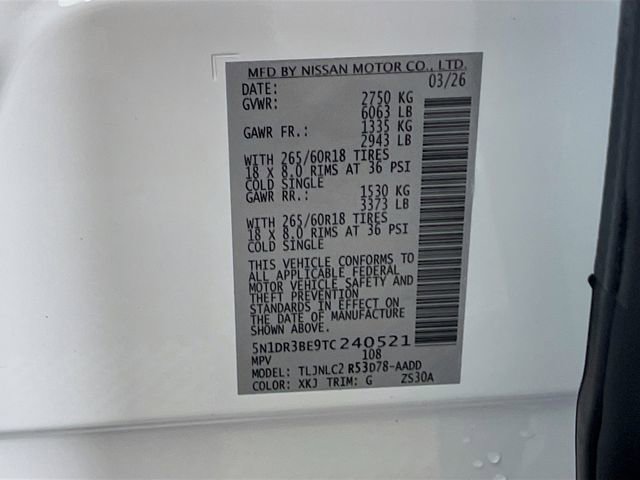 MFD BY NISSAN MOTOR CO., LTD.
DATE: 03/26
GVWR: 2750 KG
6063 LB
GAWR FR.: 1335 KG
2943 LB
WITH 265/60R18 TIRES
18 X 8.0 RIMS AT 36 PSI
COLD SINGLE
GAWR RR.: 1530 KG
3373 LB
WITH 265/60R18 TIRES
18 X 8.0 RIMS AT 36 PSI
COLD SINGLE
THIS VEHICLE CONFORMS TO
ALL APPLICABLE FEDERAL
MOTOR VEHICLE SAFETY AND
THEFT PREVENTION
STANDARDS IN EFFECT ON
THE DATE OF MANUFACTURE
SHOWN ABOVE.
5N1DR3BE9TC240521
MPV 108
MODEL: TLJNLC2 R53D78-AADD
COLOR: XKJ TRIM: G ZS30A